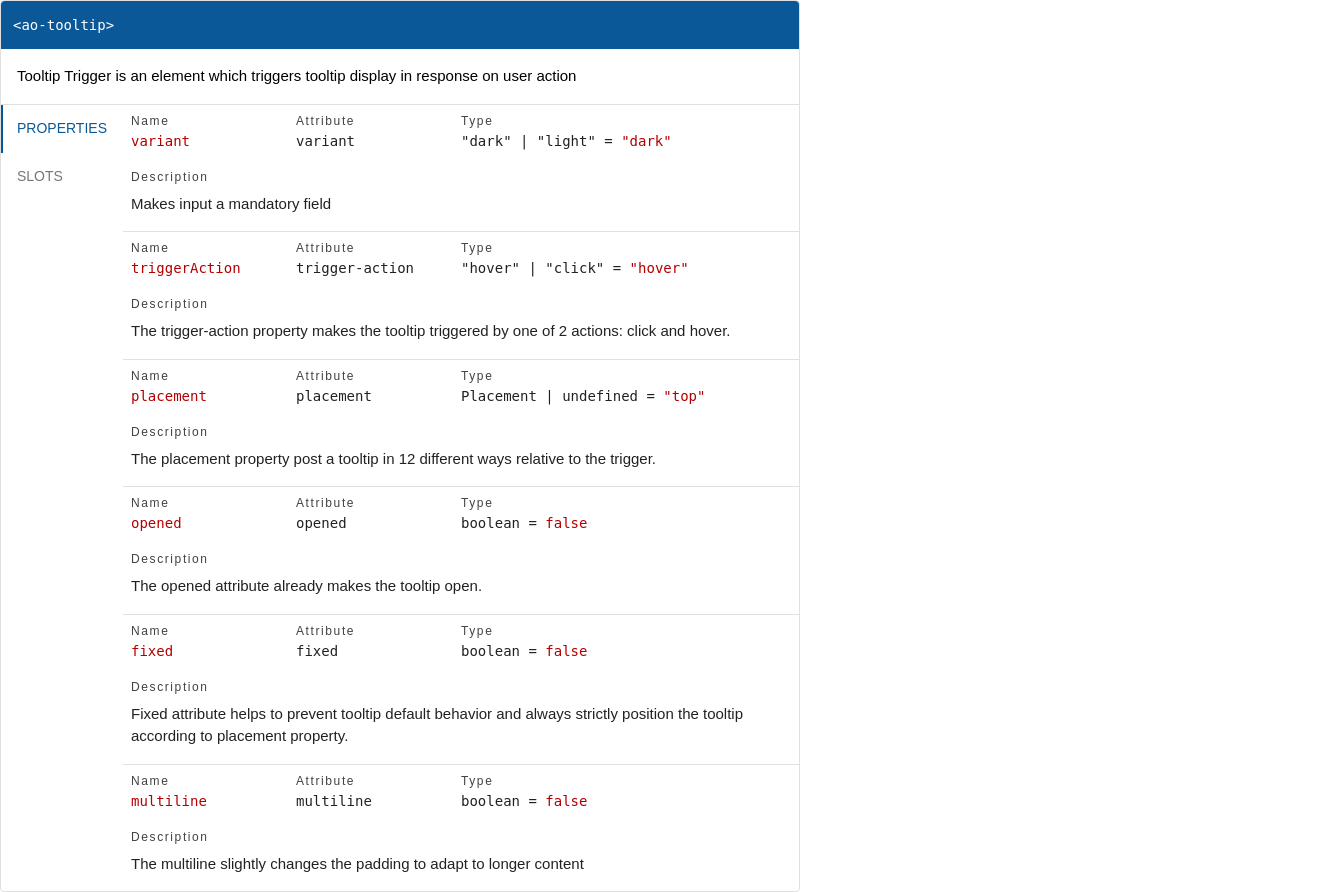 <ao-tooltip>
Tooltip Trigger is an element which triggers tooltip display in response on user action
PROPERTIES
SLOTS
Name Attribute Type
variant variant "dark" | "light" = "dark"
Description
Makes input a mandatory field
Name Attribute Type
triggerAction trigger-action "hover" | "click" = "hover"
Description
The trigger-action property makes the tooltip triggered by one of 2 actions: click and hover.
Name Attribute Type
placement placement Placement | undefined = "top"
Description
The placement property post a tooltip in 12 different ways relative to the trigger.
Name Attribute Type
opened opened boolean = false
Description
The opened attribute already makes the tooltip open.
Name Attribute Type
fixed fixed boolean = false
Description
Fixed attribute helps to prevent tooltip default behavior and always strictly position the tooltip
according to placement property.
Name Attribute Type
multiline multiline boolean = false
Description
The multiline slightly changes the padding to adapt to longer content